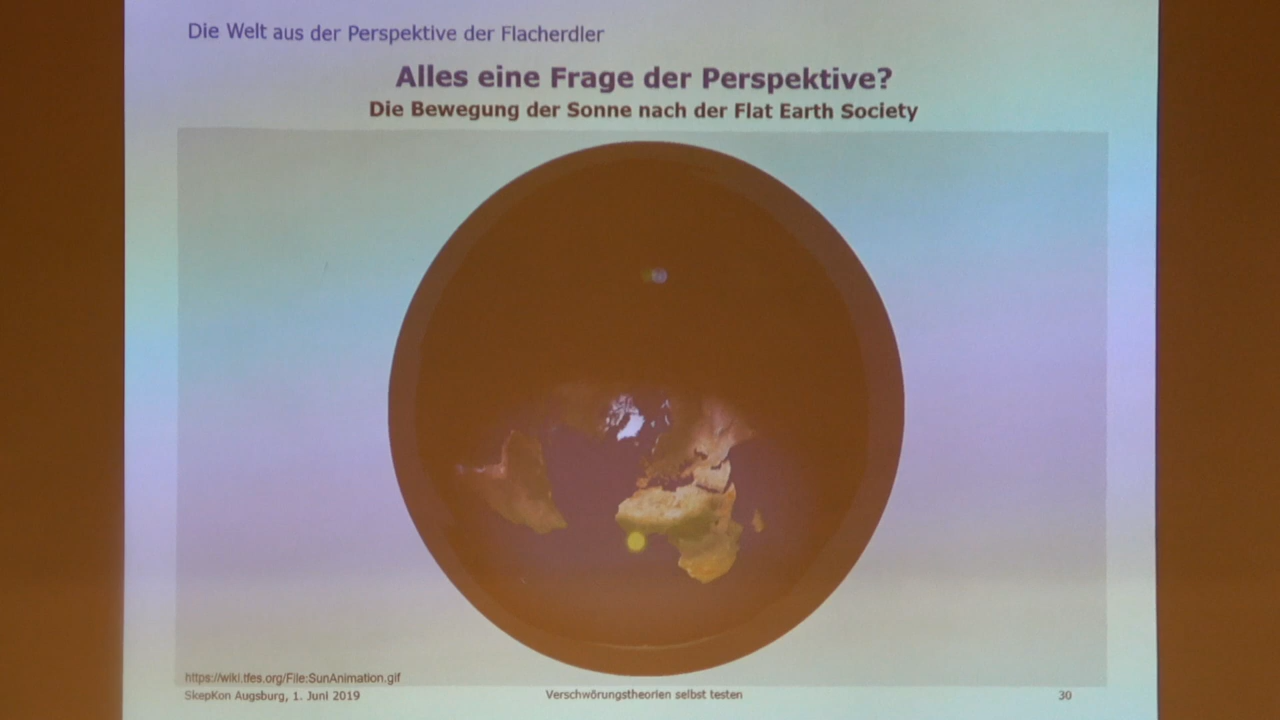 Die Welt aus der Perspektive der Flacherdler
Alles eine Frage der Perspektive?
Die Bewegung der Sonne nach der Flat Earth Society
https://wiki.tfes.org/File:SunAnimation.gif
SkepKon Augsburg, 1. Juni 2019
Verschwörungstheorien selbst testen
30